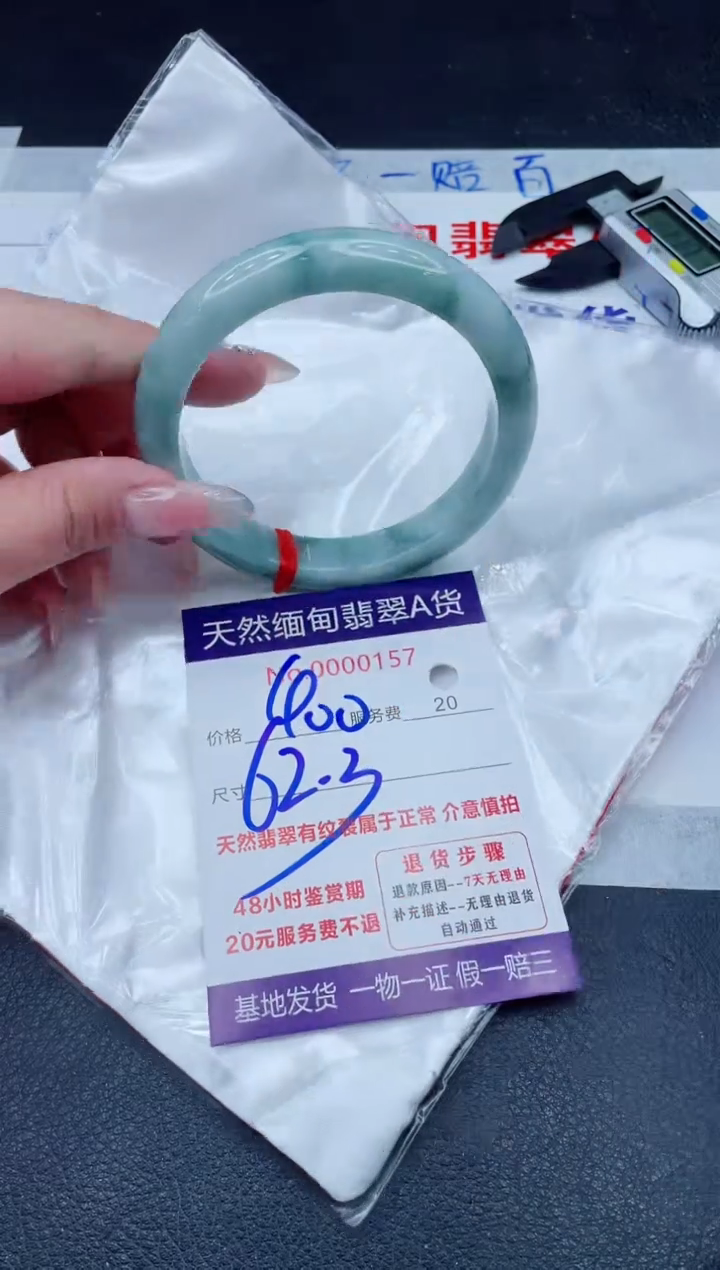 一赔百
翡翠
天然缅甸翡翠A货
No.0000157
价格 400 服务费 20
尺寸 62.3
天然翡翠有纹裂属于正常 介意慎拍
48小时鉴赏期
20元服务费不退
退货步骤
退款原因--7天无理由
补充描述--无理由退货
自动通过
基地发货 一物一证 假一赔三